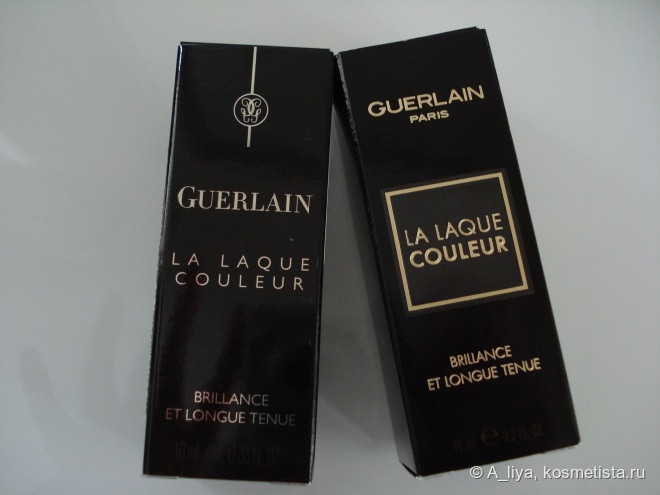 GUERLAIN
LA LAQUE
COULEUR
BRILLANCE
ET LONGUE TENUE
GUERLAIN
PARIS
LA LAQUE
COULEUR
BRILLANCE
ET LONGUE TENUE
© A_liya, kosmetista.ru